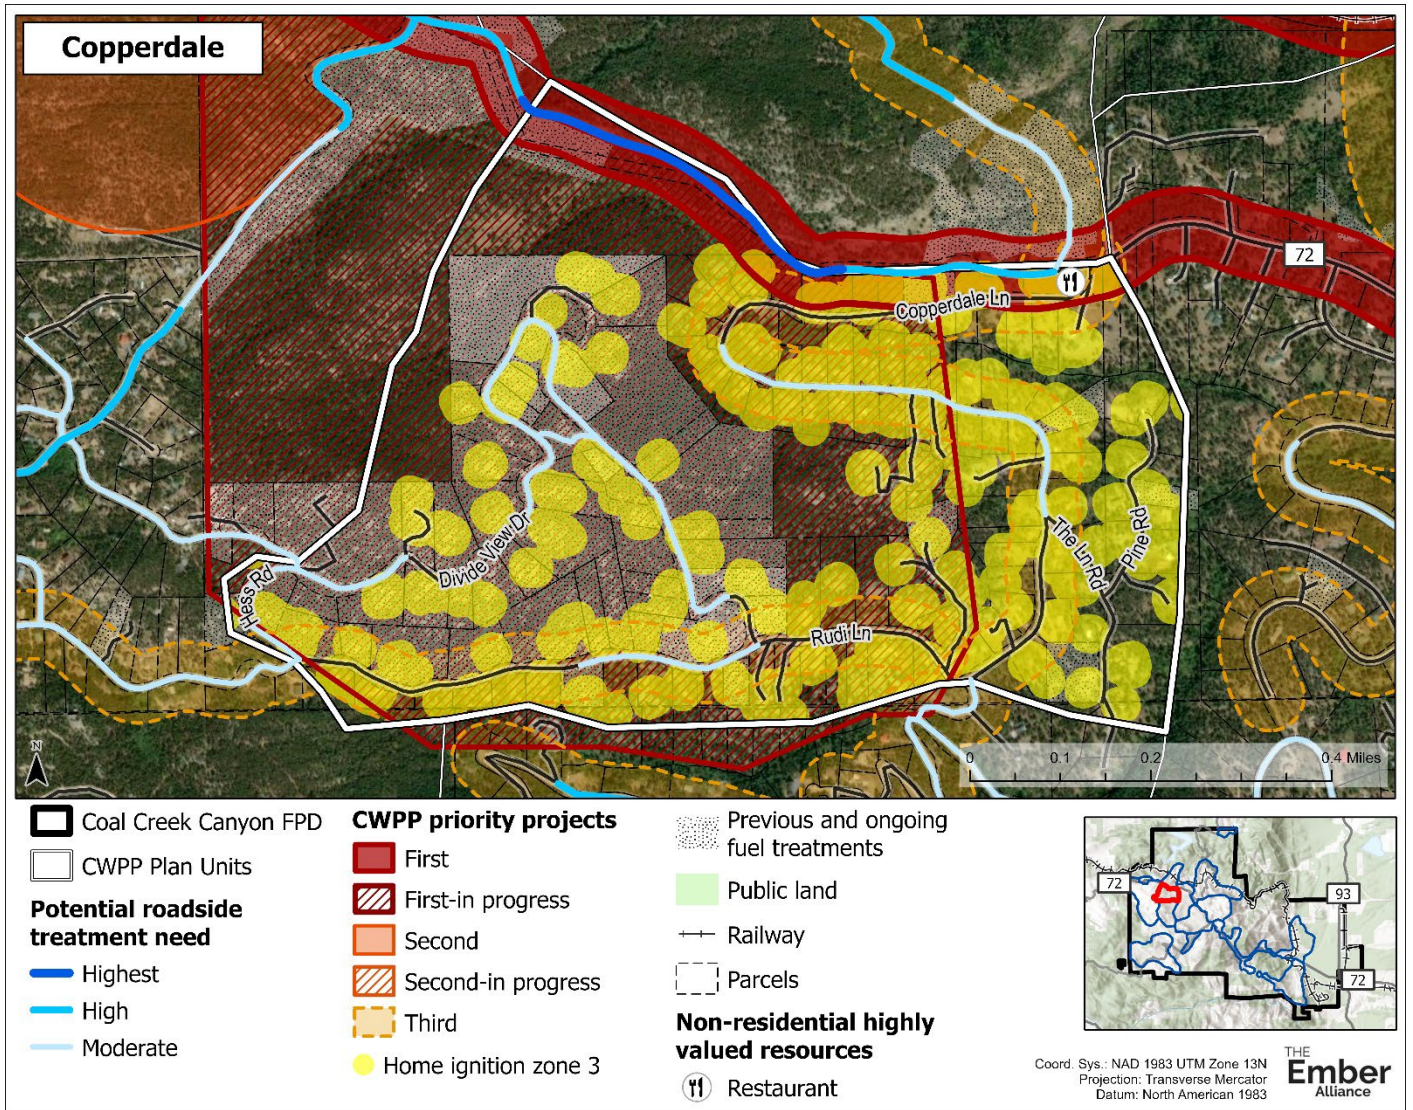 Copperdale
72
Copperdale Ln
Divide View Dr
The Ln Rd
Pine Rd
Hess Rd
Rudi Ln
N
0 0.1 0.2 0.4 Miles
Coal Creek Canyon FPD
CWPP Plan Units
Potential roadside
treatment need
Highest
High
Moderate
CWPP priority projects
First
First-in progress
Second
Second-in progress
Third
Home ignition zone 3
Previous and ongoing
fuel treatments
Public land
Railway
Parcels
Non-residential highly
valued resources
Restaurant
72
93
72
Coord. Sys.: NAD 1983 UTM Zone 13N
Projection: Transverse Mercator
Datum: North American 1983
THE
Ember
Alliance